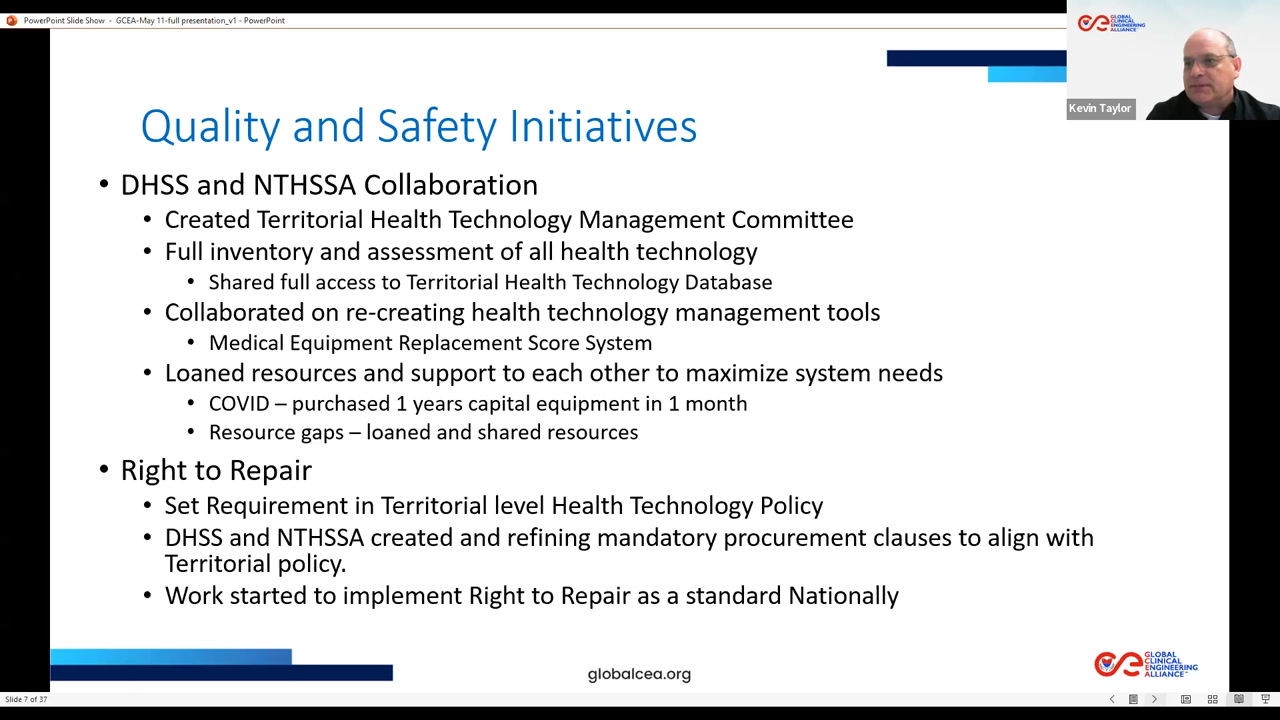 PowerPoint Slide Show - GCEA-May 11-full presentation_v1 - PowerPoint
GLOBAL
CLINICAL
ENGINEERING
ALLIANCE
Kevin Taylor
Quality and Safety Initiatives
• DHSS and NTHSSA Collaboration
• Created Territorial Health Technology Management Committee
• Full inventory and assessment of all health technology
• Shared full access to Territorial Health Technology Database
• Collaborated on re-creating health technology management tools
• Medical Equipment Replacement Score System
• Loaned resources and support to each other to maximize system needs
• COVID – purchased 1 years capital equipment in 1 month
• Resource gaps – loaned and shared resources
• Right to Repair
• Set Requirement in Territorial level Health Technology Policy
• DHSS and NTHSSA created and refining mandatory procurement clauses to align with
Territorial policy.
• Work started to implement Right to Repair as a standard Nationally
globalcea.org
GLOBAL
CLINICAL
ENGINEERING
ALLIANCE™
Slide 7 of 37